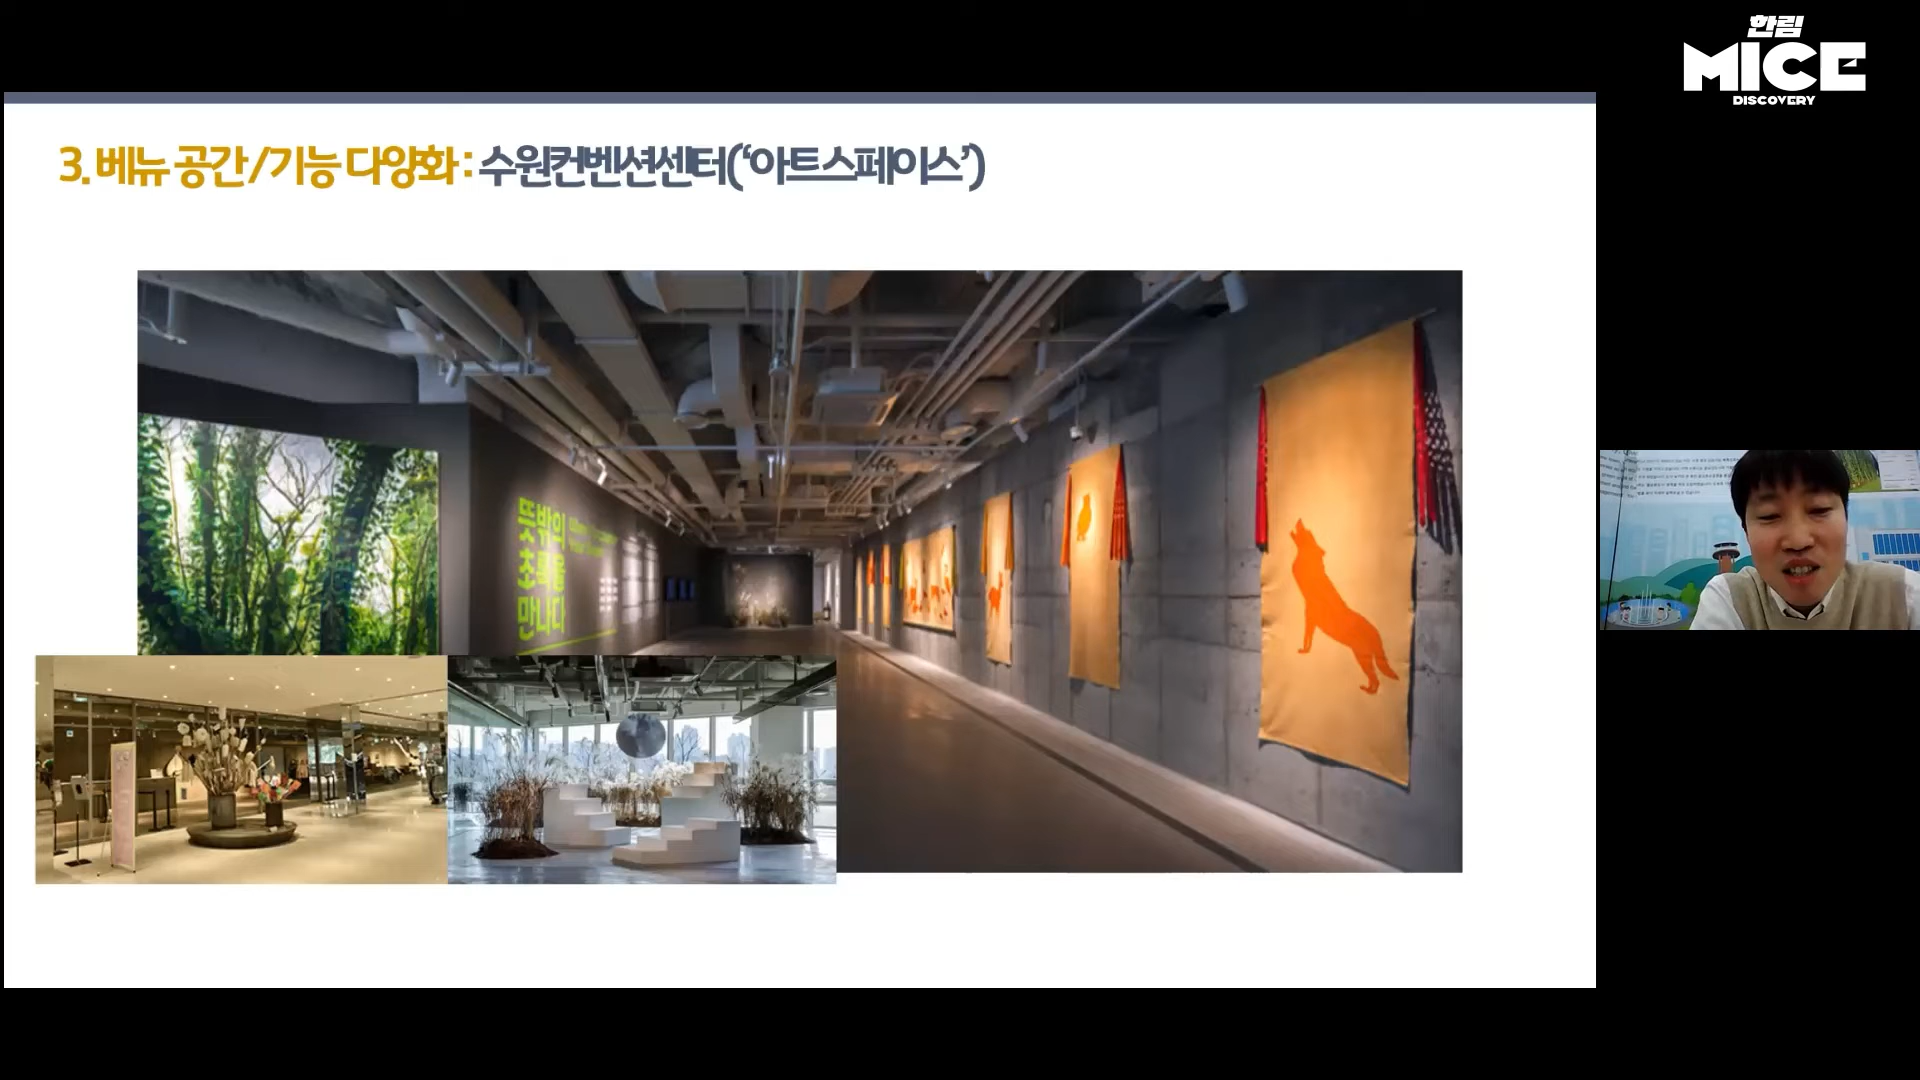 한림
MICE
DISCOVERY
3. 베뉴 공간/기능 다양화 : 수원컨벤션센터(‘아트스페이스’)
뜻밖의
초록을
만나다